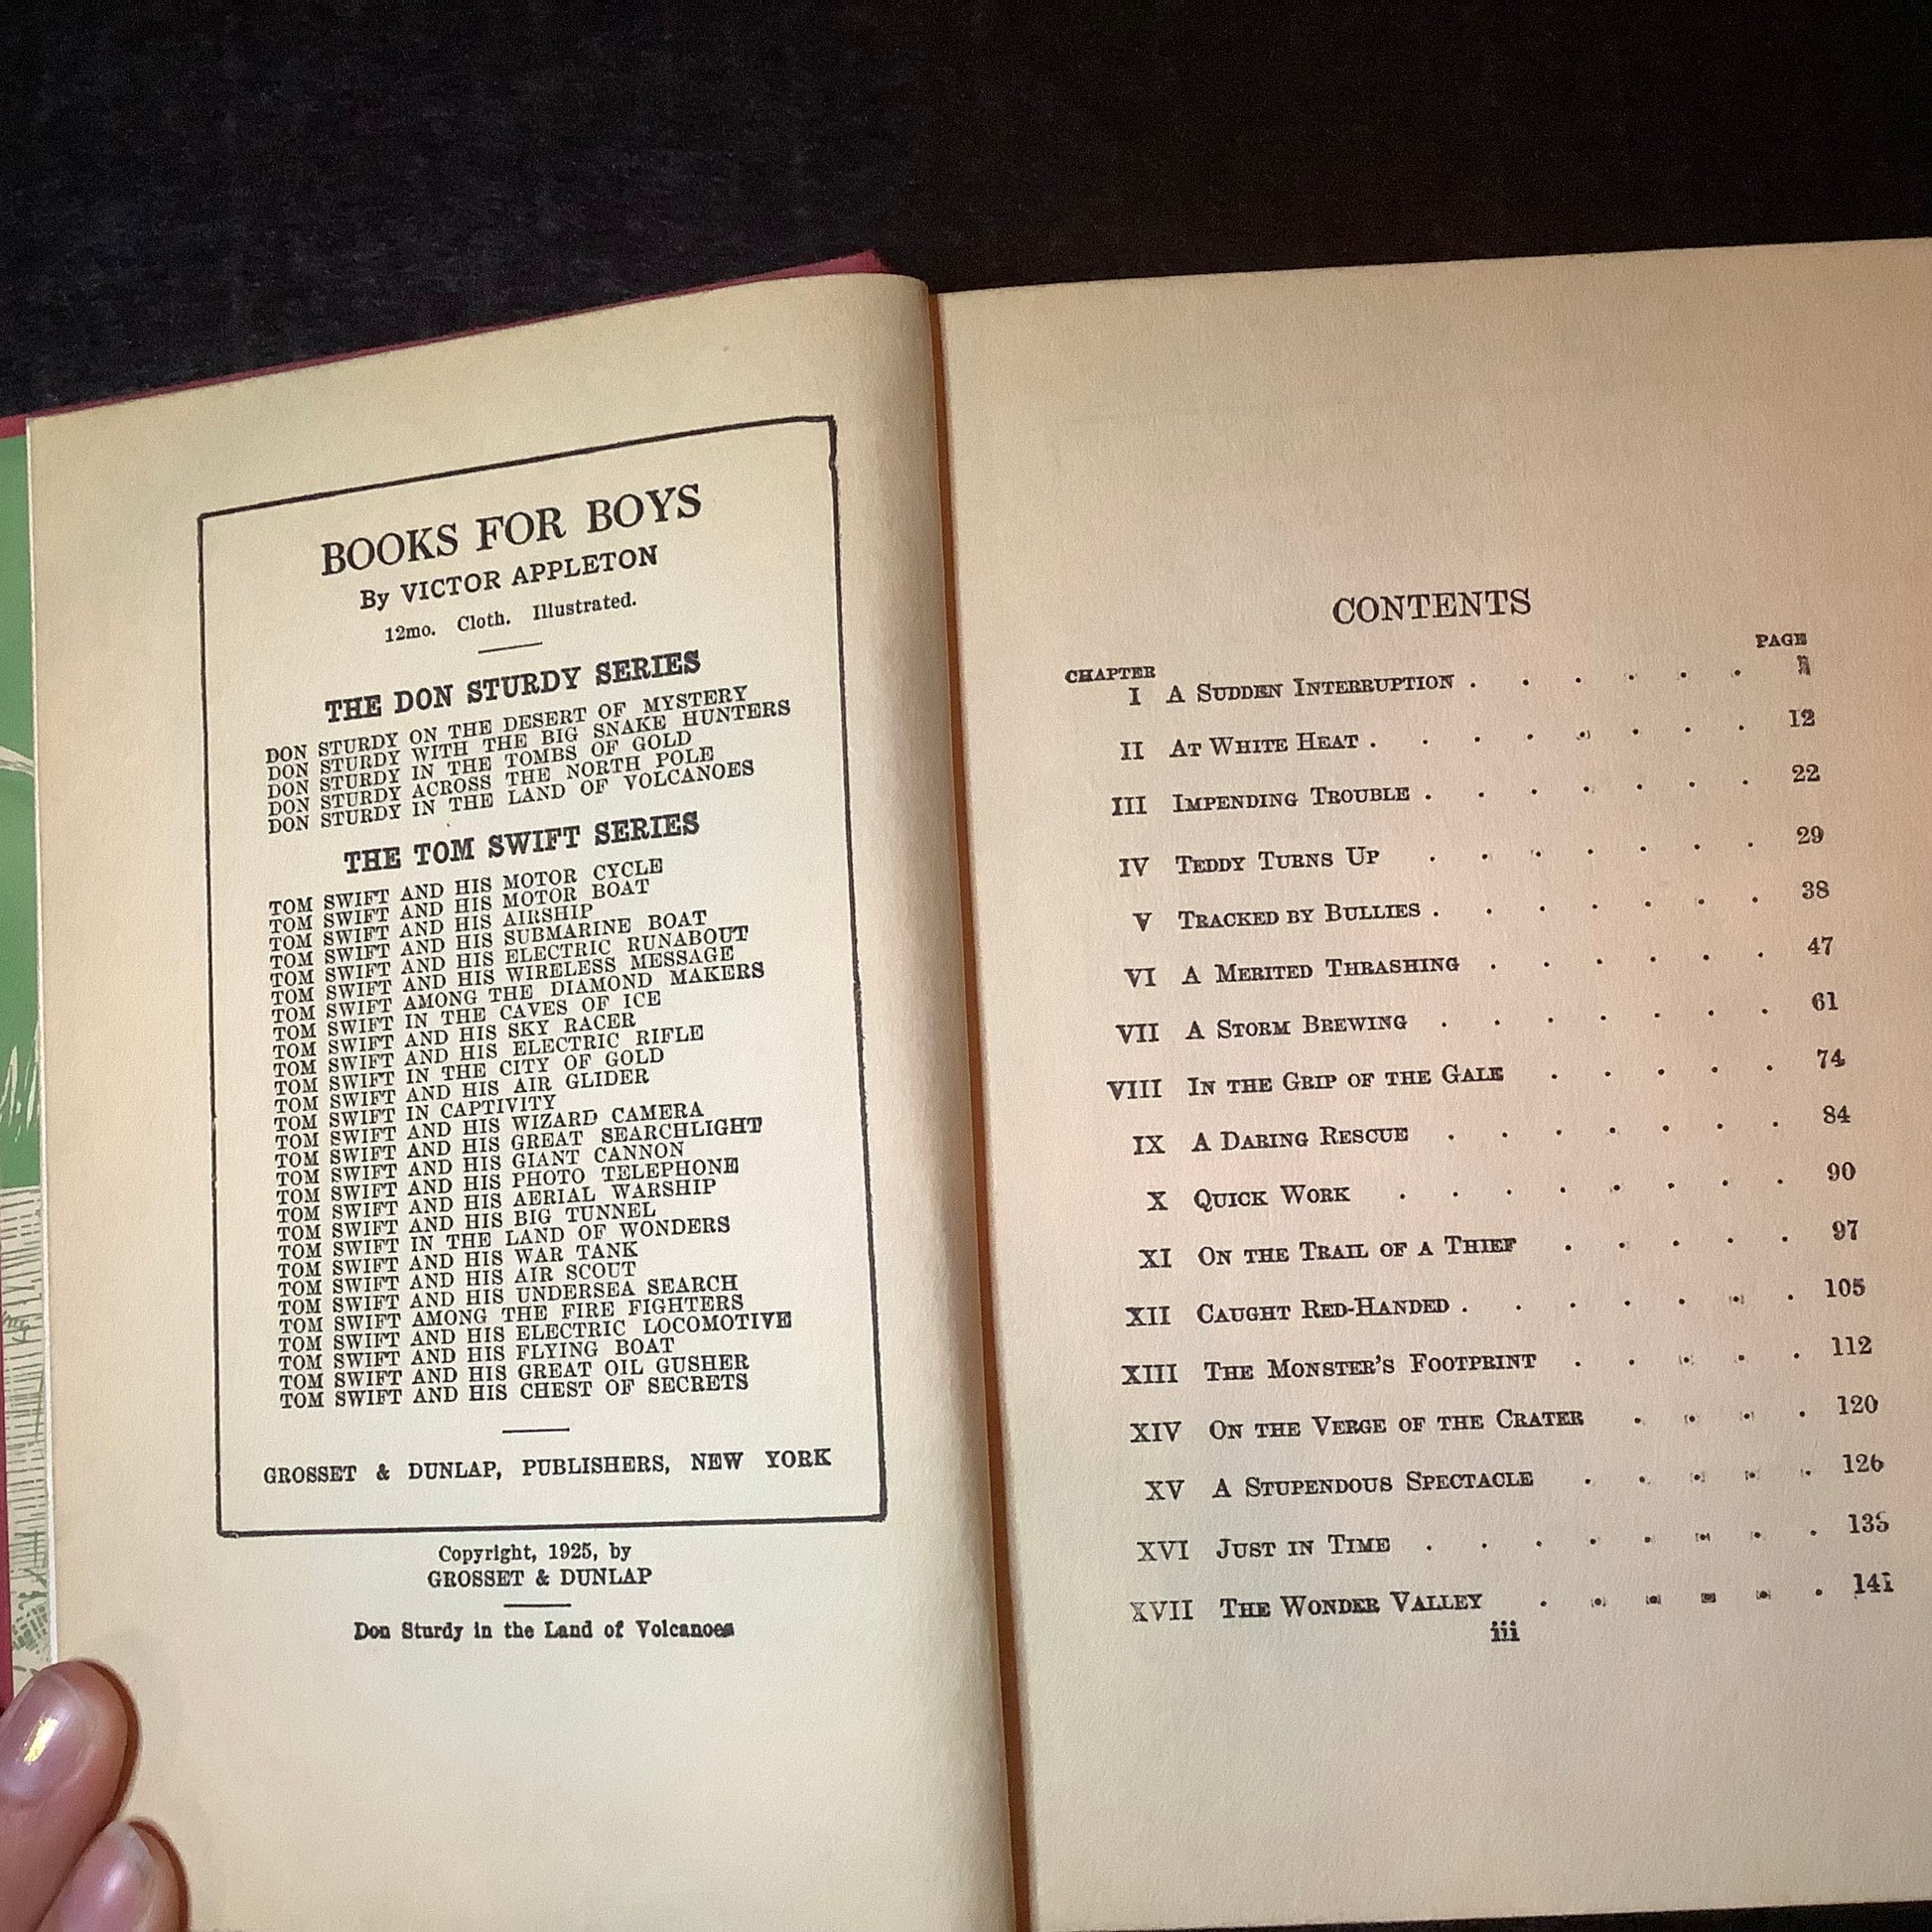 BOOKS FOR BOYS
By VICTOR APPLETON
12mo. Cloth. Illustrated.
THE DON STURDY SERIES
DON STURDY ON THE DESERT OF MYSTERY
DON STURDY WITH THE BIG SNAKE HUNTERS
DON STURDY IN THE TOMBS OF GOLD
DON STURDY ACROSS THE NORTH POLE
DON STURDY IN THE LAND OF VOLCANOES
THE TOM SWIFT SERIES
TOM SWIFT AND HIS MOTOR CYCLE
TOM SWIFT AND HIS MOTOR BOAT
TOM SWIFT AND HIS AIRSHIP
TOM SWIFT AND HIS SUBMARINE BOAT
TOM SWIFT AND HIS ELECTRIC RUNABOUT
TOM SWIFT AND HIS WIRELESS MESSAGE
TOM SWIFT AMONG THE DIAMOND MAKERS
TOM SWIFT IN THE CAVES OF ICE
TOM SWIFT AND HIS SKY RACER
TOM SWIFT AND HIS ELECTRIC RIFLE
TOM SWIFT IN THE CITY OF GOLD
TOM SWIFT AND HIS AIR GLIDER
TOM SWIFT IN CAPTIVITY
TOM SWIFT AND HIS WIZARD CAMERA
TOM SWIFT AND HIS GREAT SEARCHLIGHT
TOM SWIFT AND HIS GIANT CANNON
TOM SWIFT AND HIS PHOTO TELEPHONE
TOM SWIFT AND HIS AERIAL WARSHIP
TOM SWIFT AND HIS BIG TUNNEL
TOM SWIFT IN THE LAND OF WONDERS
TOM SWIFT AND HIS WAR TANK
TOM SWIFT AND HIS AIR SCOUT
TOM SWIFT AND HIS UNDERSEA SEARCH
TOM SWIFT AMONG THE FIRE FIGHTERS
TOM SWIFT AND HIS ELECTRIC LOCOMOTIVE
TOM SWIFT AND HIS FLYING BOAT
TOM SWIFT AND HIS GREAT OIL GUSHER
TOM SWIFT AND HIS CHEST OF SECRETS
GROSSET & DUNLAP, PUBLISHERS, NEW YORK
Copyright, 1925, by
GROSSET & DUNLAP
Don Sturdy in the Land of Volcanoes
CONTENTS
CHAPTER PAGE
I A SUDDEN INTERRUPTION . . . . . . 1
II AT WHITE HEAT . . . . . . . . 12
III IMPENDING TROUBLE . . . . . . . 22
IV TEDDY TURNS UP . . . . . . . 29
V TRACKED BY BULLIES . . . . . . . 38
VI A MERITED THRASHING . . . . . . 47
VII A STORM BREWING . . . . . . . 61
VIII IN THE GRIP OF THE GALE . . . . . 74
IX A DARING RESCUE . . . . . . . 84
X QUICK WORK . . . . . . . . 90
XI ON THE TRAIL OF A THIEF . . . . . 97
XII CAUGHT RED-HANDED . . . . . . . 105
XIII THE MONSTER'S FOOTPRINT . . . . . 112
XIV ON THE VERGE OF THE CRATER . . . . 120
XV A STUPENDOUS SPECTACLE . . . . . 126
XVI JUST IN TIME . . . . . . . . 135
XVII THE WONDER VALLEY . . . . . . 141
iii